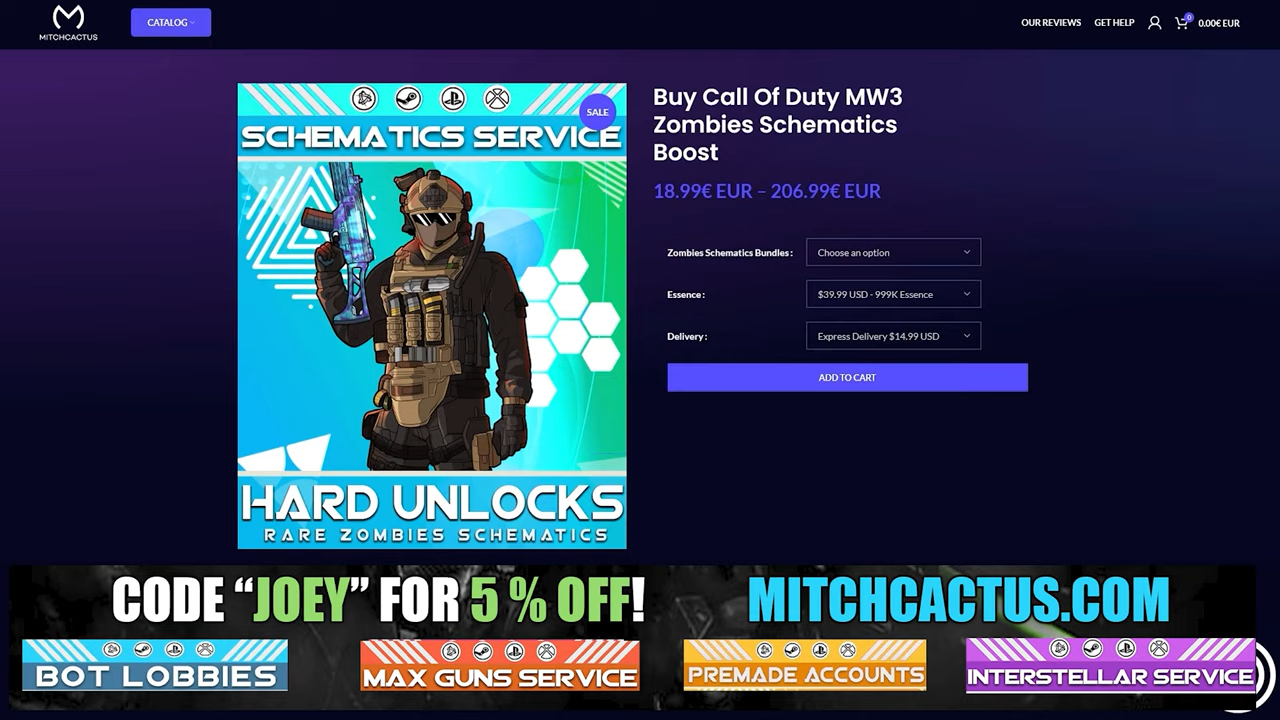 MITCHCACTUS
CATALOG
OUR REVIEWS
GET HELP
0
0.00€ EUR
SALE
SCHEMATICS SERVICE
HARD UNLOCKS
RARE ZOMBIES SCHEMATICS
Buy Call Of Duty MW3
Zombies Schematics
Boost
18.99€ EUR – 206.99€ EUR
Zombies Schematics Bundles : Choose an option
Essence : $39.99 USD - 999K Essence
Delivery : Express Delivery $14.99 USD
ADD TO CART
CODE “JOEY” FOR 5 % OFF!
MITCHCACTUS.COM
BOT LOBBIES
MAX GUNS SERVICE
PREMADE ACCOUNTS
INTERSTELLAR SERVICE